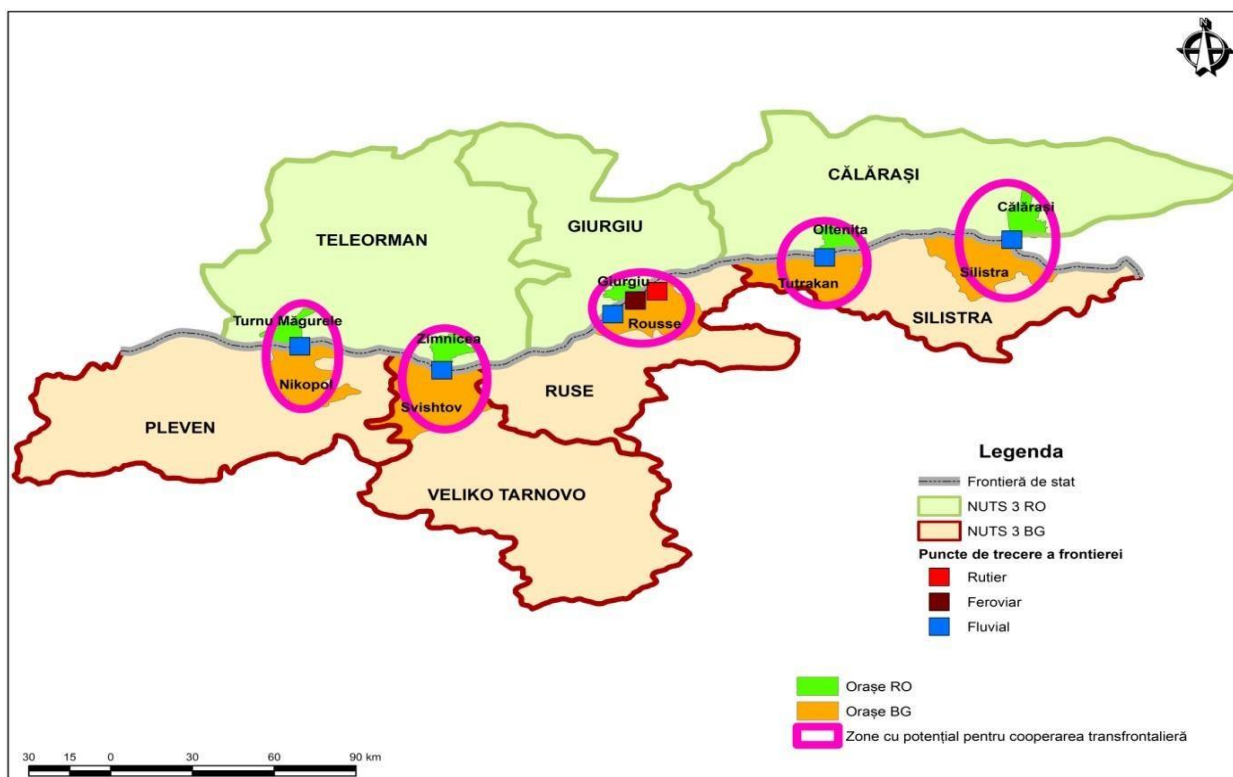 N
CĂLĂRAȘI
Călărași
GIURGIU
TELEORMAN
Oltenița
Silistra
Giurgiu
Tutrakan
SILISTRA
Turnu Măgurele
Rousse
Zimnicea
Nikopol
RUSE
Svishtov
PLEVEN
VELIKO TARNOVO
Legenda
Frontieră de stat
NUTS 3 RO
NUTS 3 BG
Puncte de trecere a frontierei
Rutier
Feroviar
Fluvial
Orașe RO
Orașe BG
Zone cu potențial pentru cooperarea transfrontalieră
30 15 0 30 60 90 km